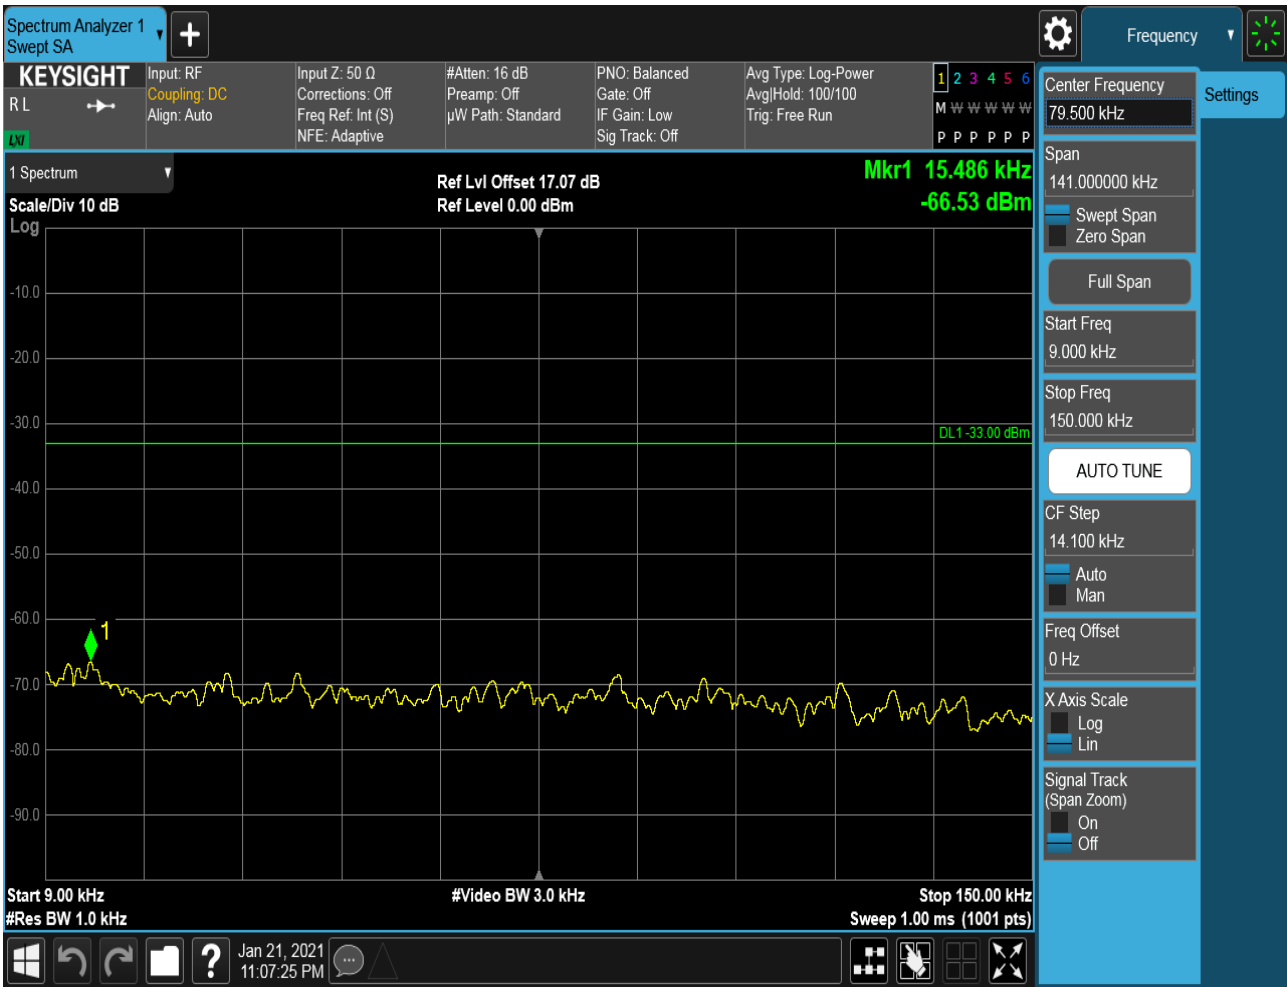 Spectrum Analyzer 1
Swept SA
Frequency
KEYSIGHT
R L
LXI
Input: RF
Coupling: DC
Align: Auto
Input Z: 50 Ω
Corrections: Off
Freq Ref: Int (S)
NFE: Adaptive
#Atten: 16 dB
Preamp: Off
µW Path: Standard
PNO: Balanced
Gate: Off
IF Gain: Low
Sig Track: Off
Avg Type: Log-Power
Avg|Hold: 100/100
Trig: Free Run
1 2 3 4 5 6
M W W W W W
P P P P P P
1 Spectrum
Scale/Div 10 dB
Log
Ref Lvl Offset 17.07 dB
Ref Level 0.00 dBm
Mkr1 15.486 kHz
-66.53 dBm
-10.0
-20.0
-30.0
DL1 -33.00 dBm
-40.0
-50.0
-60.0
1
-70.0
-80.0
-90.0
Start 9.00 kHz
#Video BW 3.0 kHz
Stop 150.00 kHz
#Res BW 1.0 kHz
Sweep 1.00 ms (1001 pts)
Center Frequency
79.500 kHz
Settings
Span
141.000000 kHz
Swept Span
Zero Span
Full Span
Start Freq
9.000 kHz
Stop Freq
150.000 kHz
AUTO TUNE
CF Step
14.100 kHz
Auto
Man
Freq Offset
0 Hz
X Axis Scale
Log
Lin
Signal Track
(Span Zoom)
On
Off
?
Jan 21, 2021
11:07:25 PM